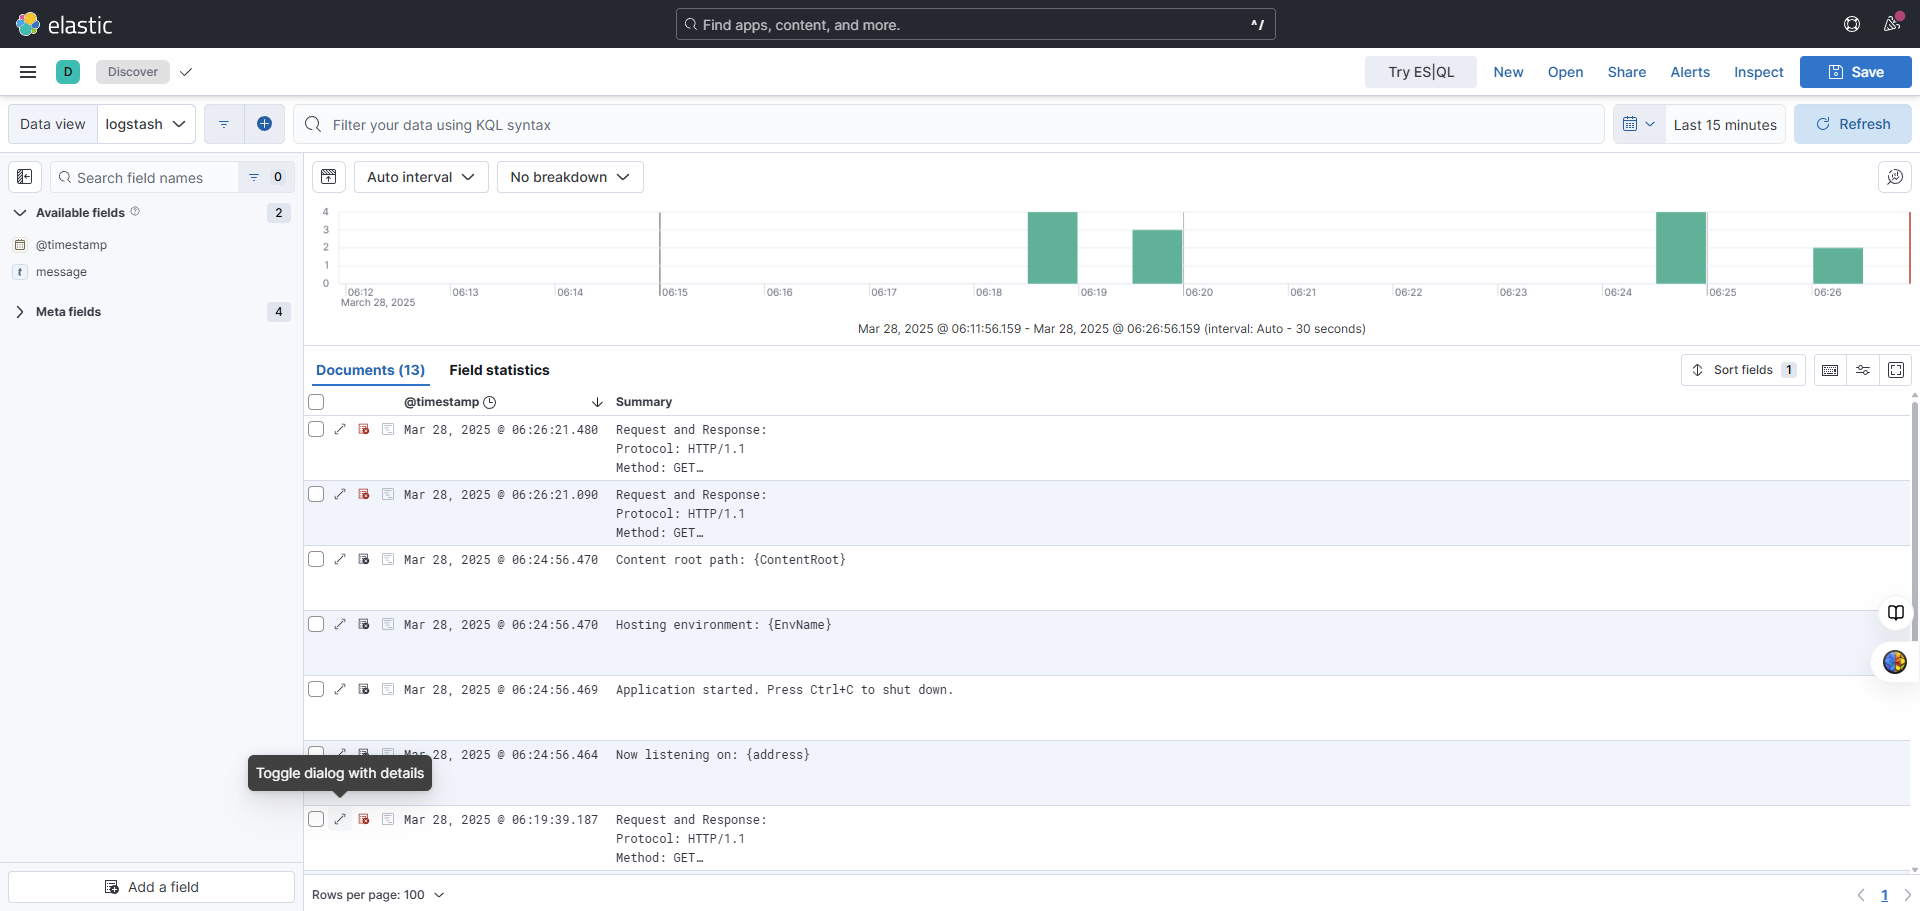 elastic
Find apps, content, and more.
^/
D
Discover
Try ES|QL
New
Open
Share
Alerts
Inspect
Save
Data view
logstash
Filter your data using KQL syntax
Last 15 minutes
Refresh
Search field names
0
Auto interval
No breakdown
Available fields
2
@timestamp
t message
Meta fields
4
4
3
2
1
0
06:12
06:13
06:14
06:15
06:16
06:17
06:18
06:19
06:20
06:21
06:22
06:23
06:24
06:25
06:26
March 28, 2025
Mar 28, 2025 @ 06:11:56.159 - Mar 28, 2025 @ 06:26:56.159 (interval: Auto - 30 seconds)
Documents (13)
Field statistics
Sort fields 1
@timestamp
Summary
Mar 28, 2025 @ 06:26:21.480
Request and Response:
Protocol: HTTP/1.1
Method: GET…
Mar 28, 2025 @ 06:26:21.090
Request and Response:
Protocol: HTTP/1.1
Method: GET…
Mar 28, 2025 @ 06:24:56.470
Content root path: {ContentRoot}
Mar 28, 2025 @ 06:24:56.470
Hosting environment: {EnvName}
Mar 28, 2025 @ 06:24:56.469
Application started. Press Ctrl+C to shut down.
Mar 28, 2025 @ 06:24:56.464
Now listening on: {address}
Toggle dialog with details
Mar 28, 2025 @ 06:19:39.187
Request and Response:
Protocol: HTTP/1.1
Method: GET…
Add a field
Rows per page: 100
1